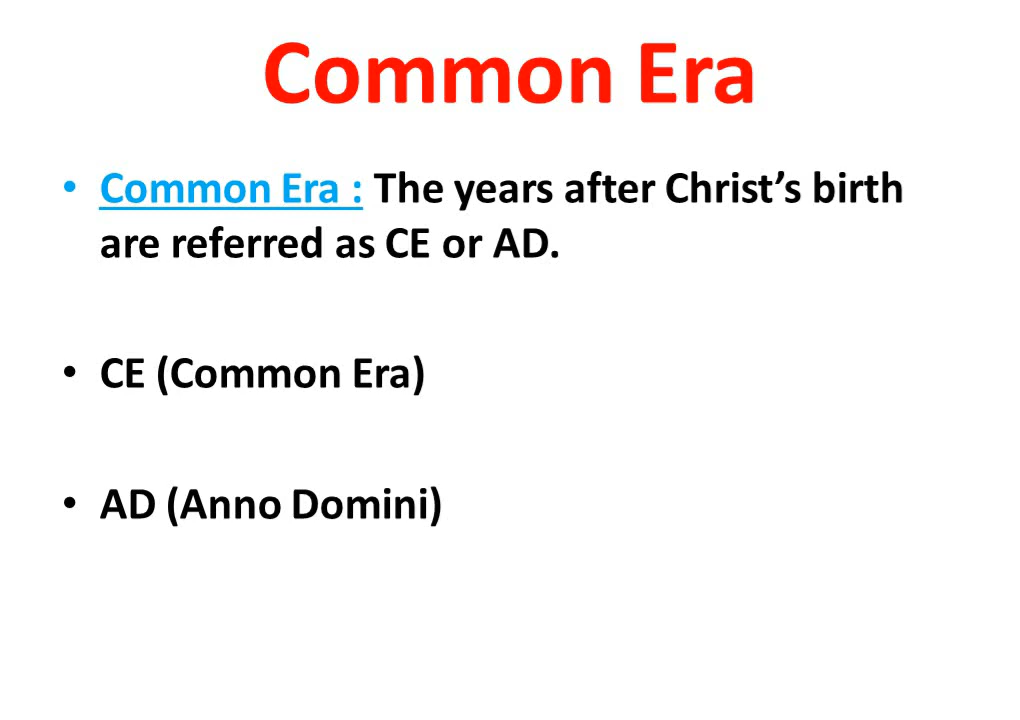 Common Era
• Common Era : The years after Christ’s birth
are referred as CE or AD.
• CE (Common Era)
• AD (Anno Domini)